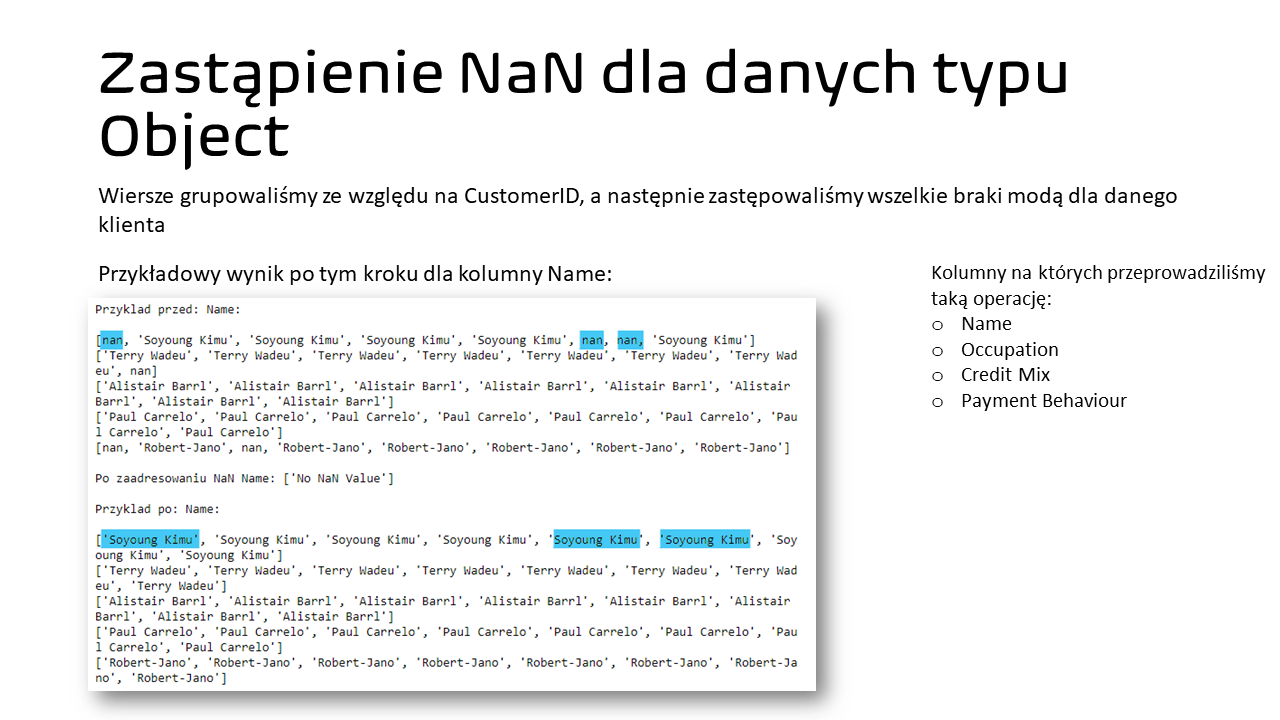 Zastąpienie NaN dla danych typu
Object
Wiersze grupowaliśmy ze względu na CustomerID, a następnie zastępowaliśmy wszelkie braki modą dla danego
klienta
Przykładowy wynik po tym kroku dla kolumny Name:
Przyklad przed: Name:
[nan, 'Soyoung Kimu', 'Soyoung Kimu', 'Soyoung Kimu', 'Soyoung Kimu', nan, nan, 'Soyoung Kimu']
['Terry Wadeu', 'Terry Wadeu', 'Terry Wadeu', 'Terry Wadeu', 'Terry Wadeu', 'Terry Wadeu', 'Terry Wad
eu', nan]
['Alistair Barrl', 'Alistair Barrl', 'Alistair Barrl', 'Alistair Barrl', 'Alistair Barrl', 'Alistair
Barrl', 'Alistair Barrl', 'Alistair Barrl']
['Paul Carrelo', 'Paul Carrelo', 'Paul Carrelo', 'Paul Carrelo', 'Paul Carrelo', 'Paul Carrelo', 'Pau
l Carrelo', 'Paul Carrelo']
[nan, 'Robert-Jano', nan, 'Robert-Jano', 'Robert-Jano', 'Robert-Jano', 'Robert-Jano', 'Robert-Jano']
Po zaadresowaniu NaN Name: ['No NaN Value']
Przyklad po: Name:
['Soyoung Kimu', 'Soyoung Kimu', 'Soyoung Kimu', 'Soyoung Kimu', 'Soyoung Kimu', 'Soyoung Kimu', 'Soy
oung Kimu', 'Soyoung Kimu']
['Terry Wadeu', 'Terry Wadeu', 'Terry Wadeu', 'Terry Wadeu', 'Terry Wadeu', 'Terry Wadeu', 'Terry Wad
eu', 'Terry Wadeu']
['Alistair Barrl', 'Alistair Barrl', 'Alistair Barrl', 'Alistair Barrl', 'Alistair Barrl', 'Alistair
Barrl', 'Alistair Barrl', 'Alistair Barrl']
['Paul Carrelo', 'Paul Carrelo', 'Paul Carrelo', 'Paul Carrelo', 'Paul Carrelo', 'Paul Carrelo', 'Pau
l Carrelo', 'Paul Carrelo']
['Robert-Jano', 'Robert-Jano', 'Robert-Jano', 'Robert-Jano', 'Robert-Jano', 'Robert-Jano', 'Robert-Ja
no', 'Robert-Jano']
Kolumny na których przeprowadziliśmy
taką operację:
o Name
o Occupation
o Credit Mix
o Payment Behaviour